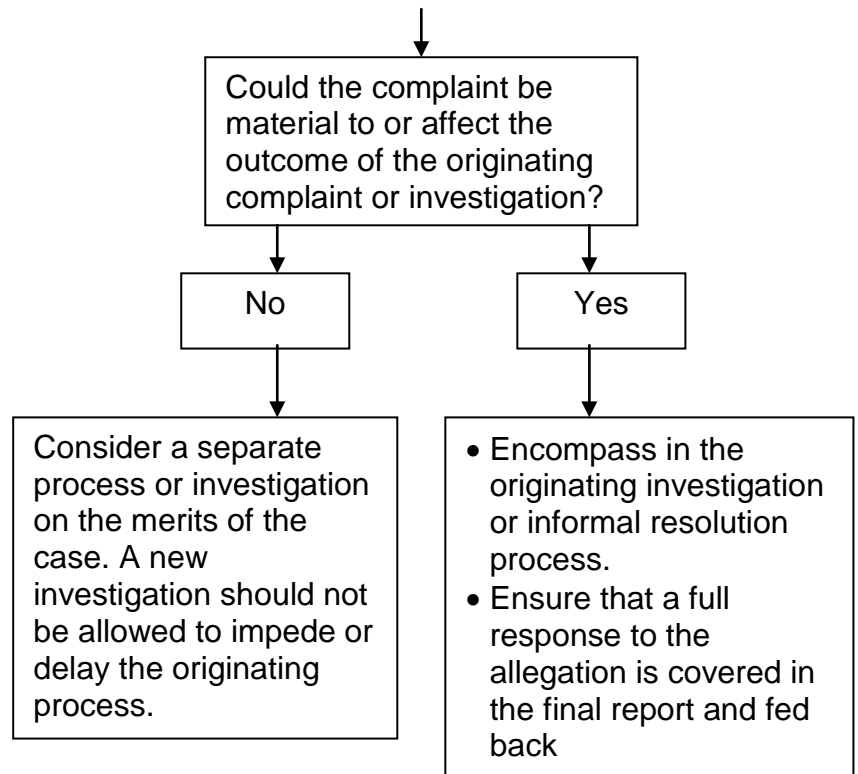 Could the complaint be
material to or affect the
outcome of the originating
complaint or investigation?
No
Yes
Consider a separate
process or investigation
on the merits of the
case. A new
investigation should not
be allowed to impede or
delay the originating
process.
• Encompass in the
originating investigation
or informal resolution
process.
• Ensure that a full
response to the
allegation is covered in
the final report and fed
back